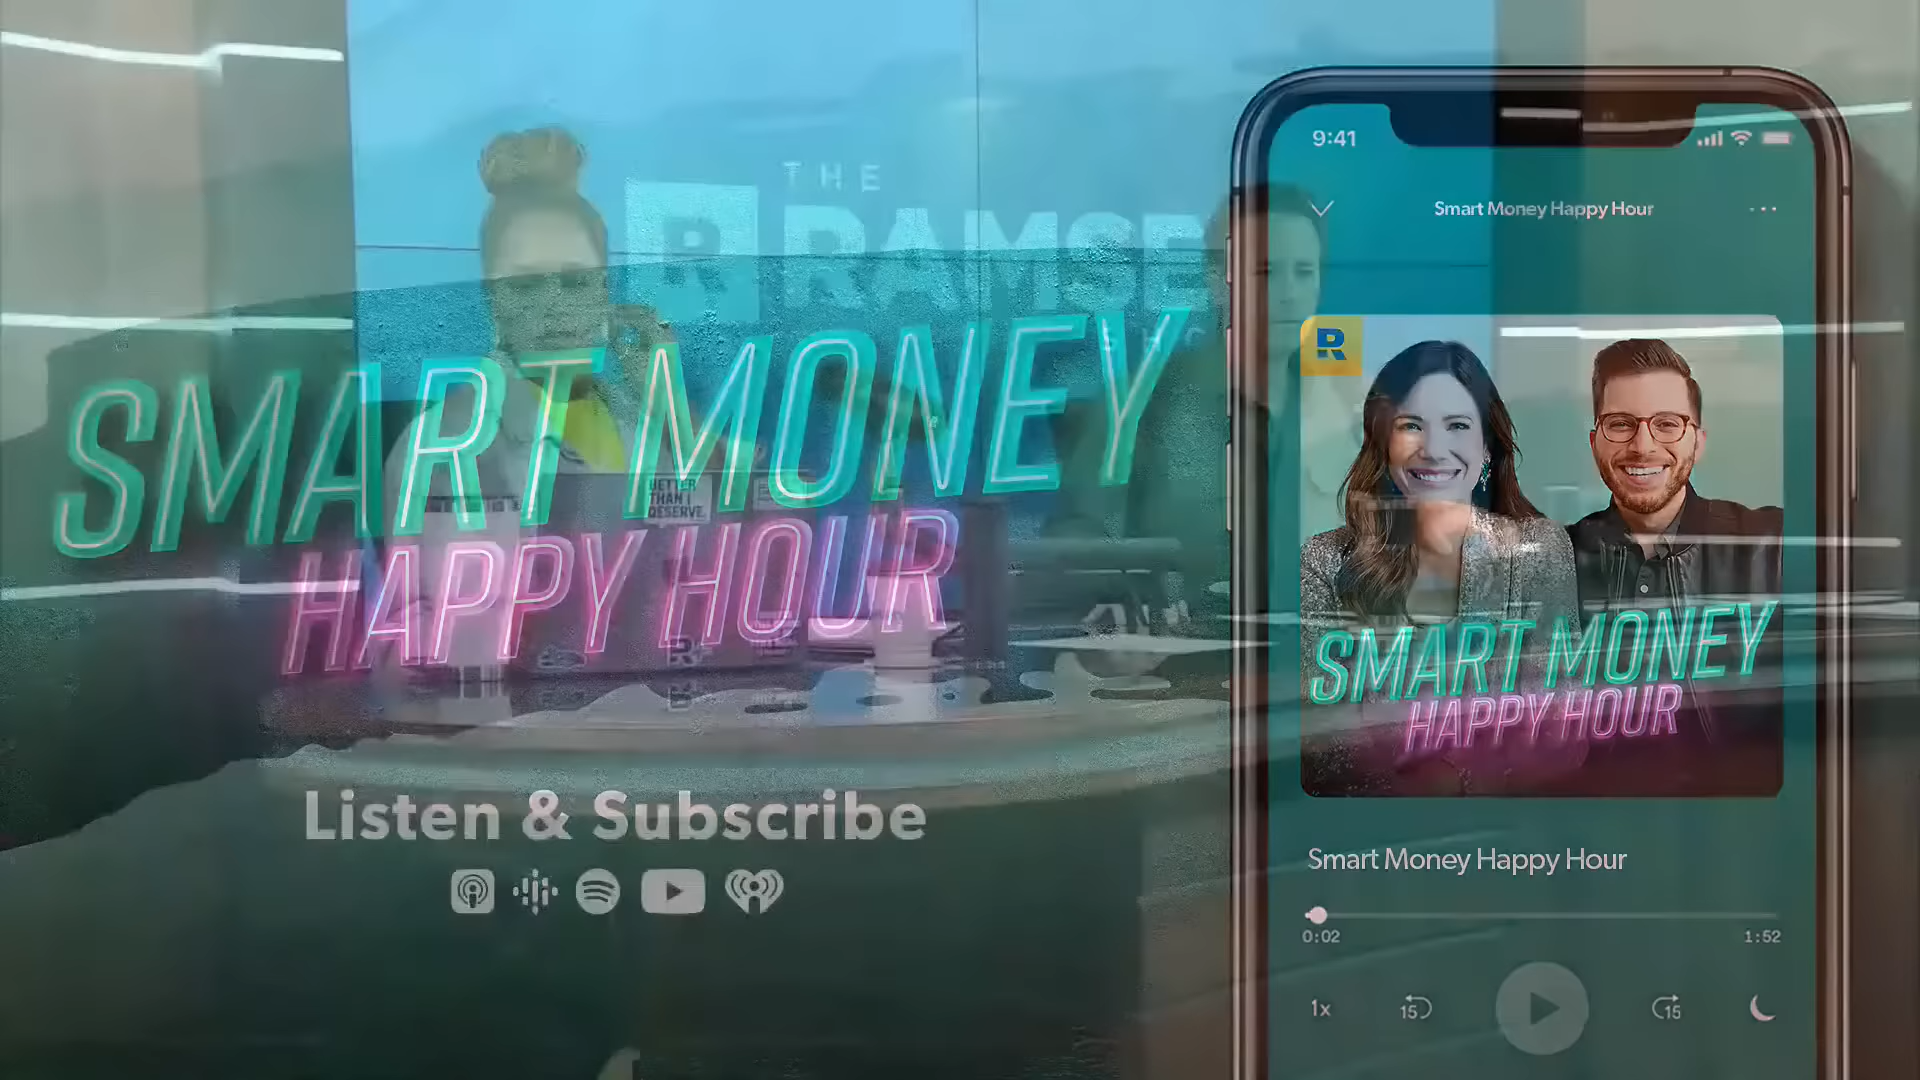 THE
R RAMSE
SMART MONEY
HAPPY HOUR
BETTER
THAN I
DESERVE.
Listen & Subscribe
9:41
Smart Money Happy Hour
R
SMART MONEY
HAPPY HOUR
Smart Money Happy Hour
0:02
1:52
1x
15
15